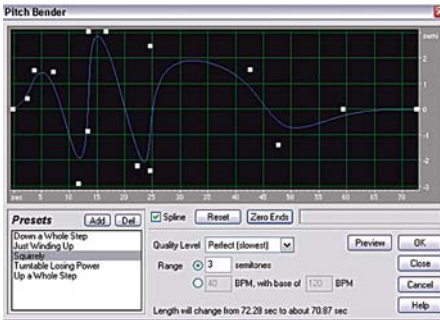 Pitch Bender
semi
2
1
0
-1
-2
-3
sec 5 10 15 20 25 30 35 40 45 50 55 60 65 70
Presets Add Del
Down a Whole Step
Just Winding Up
Squirrely
Turntable Losing Power
Up a Whole Step
Spline Reset Zero Ends
Quality Level Perfect (slowest) Preview OK
Range 3 semitones Close
40 BPM, with base of 120 BPM Cancel
Length will change from 72.28 sec to about 70.87 sec Help